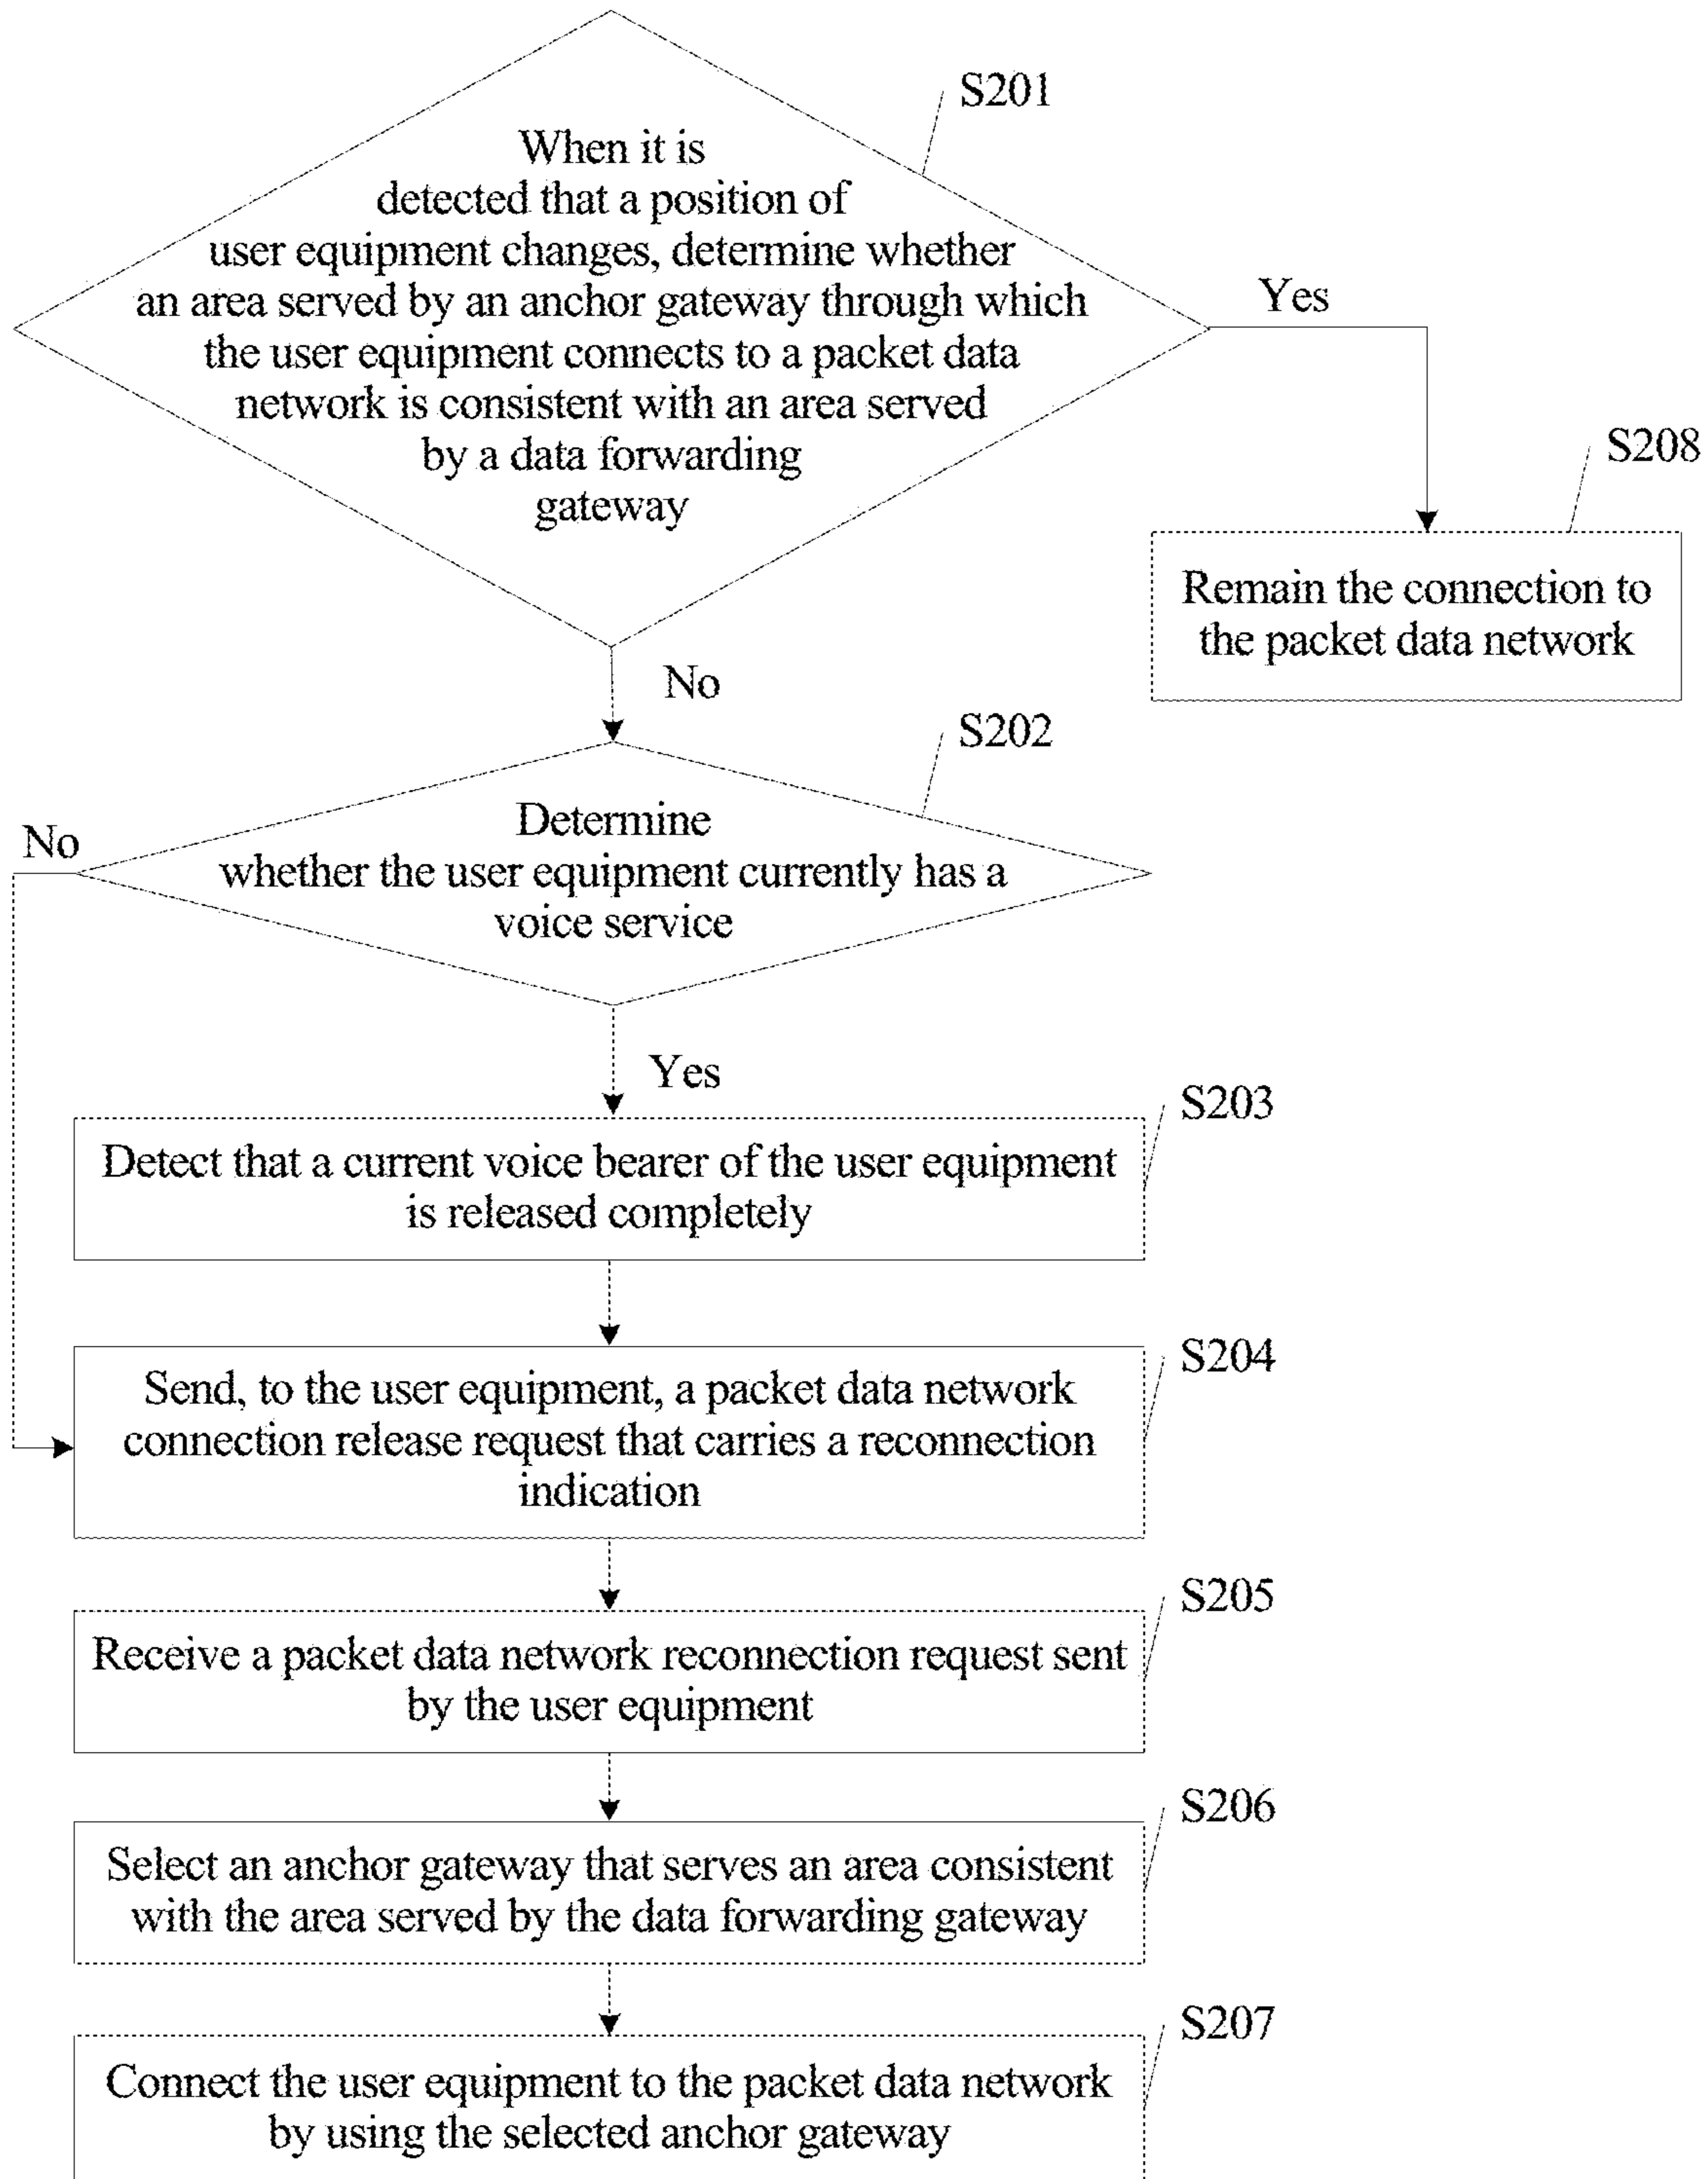 S201
When it is
detected that a position of
user equipment changes, determine whether
an area served by an anchor gateway through which
the user equipment connects to a packet data
network is consistent with an area served
by a data forwarding
gateway
Yes
S208
Remain the connection to
the packet data network
No
S202
Determine
whether the user equipment currently has a
voice service
No
Yes
S203
Detect that a current voice bearer of the user equipment
is released completely
S204
Send, to the user equipment, a packet data network
connection release request that carries a reconnection
indication
S205
Receive a packet data network reconnection request sent
by the user equipment
S206
Select an anchor gateway that serves an area consistent
with the area served by the data forwarding gateway
S207
Connect the user equipment to the packet data network
by using the selected anchor gateway